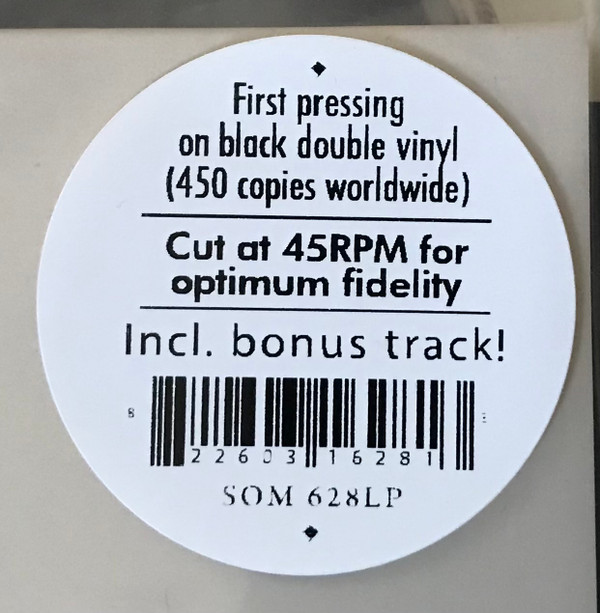 First pressing
on black double vinyl
(450 copies worldwide)
Cut at 45RPM for
optimum fidelity
Incl. bonus track!
8 22603 16281
SOM 628LP